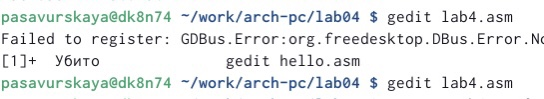 pasavurskaya@dk8n74 ~/work/arch-pc/lab04 $ gedit lab4.asm
Failed to register: GDBus.Error:org.freedesktop.DBus.Error.No
[1]+  Убито                   gedit hello.asm
pasavurskaya@dk8n74 ~/work/arch-pc/lab04 $ gedit lab4.asm